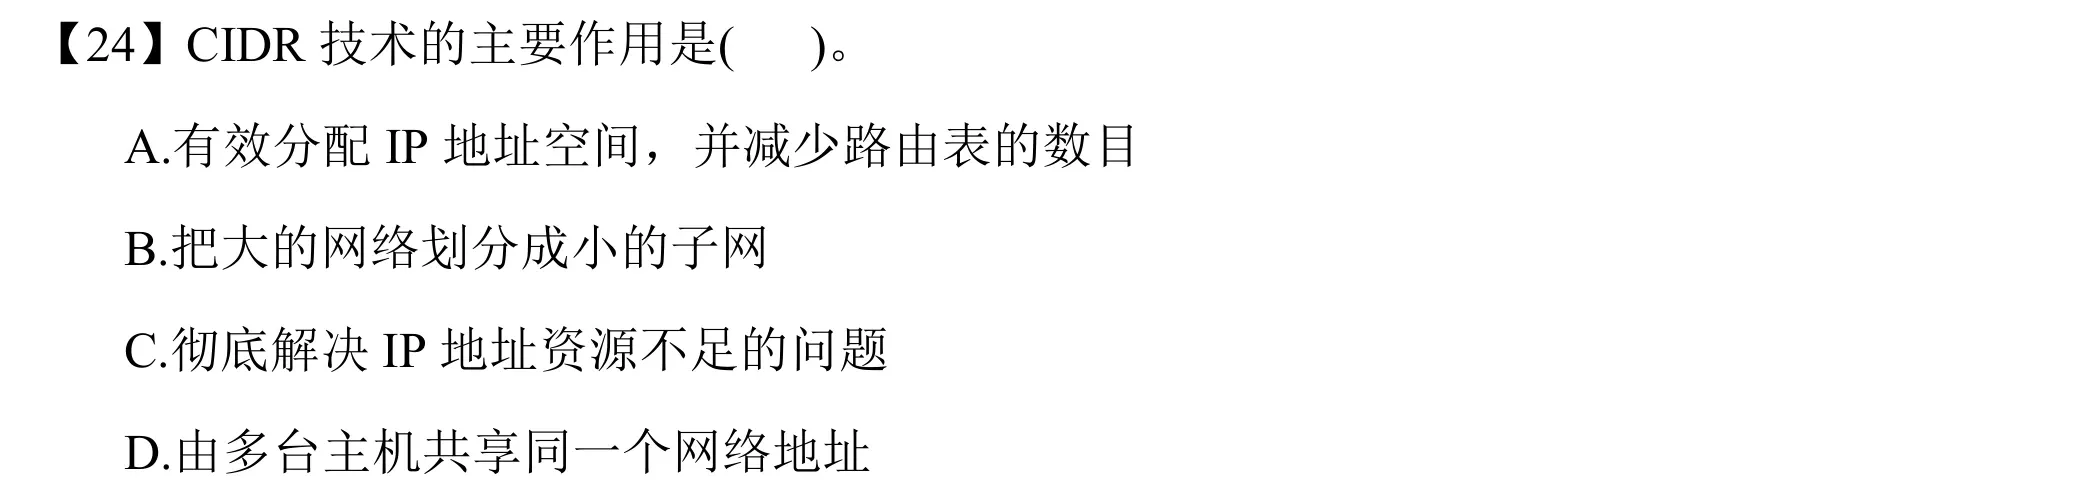 【24】CIDR 技术的主要作用是(　　)。
A.有效分配 IP 地址空间，并减少路由表的数目
B.把大的网络划分成小的子网
C.彻底解决 IP 地址资源不足的问题
D.由多台主机共享同一个网络地址